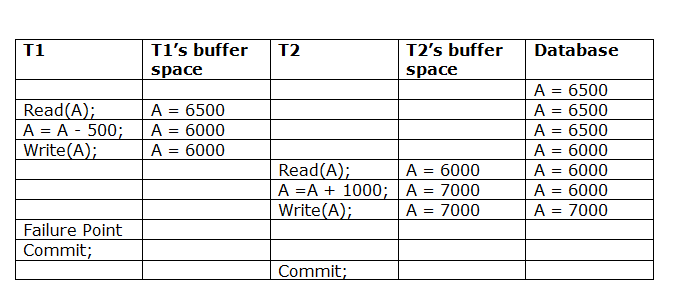 T1 T1's buffer space T2 T2's buffer space Database
A = 6500
Read(A); A = 6500 A = 6500
A = A - 500; A = 6000 A = 6500
Write(A); A = 6000 A = 6000
Read(A); A = 6000 A = 6000
A =A + 1000; A = 7000 A = 6000
Write(A); A = 7000 A = 7000
Failure Point
Commit;
Commit;